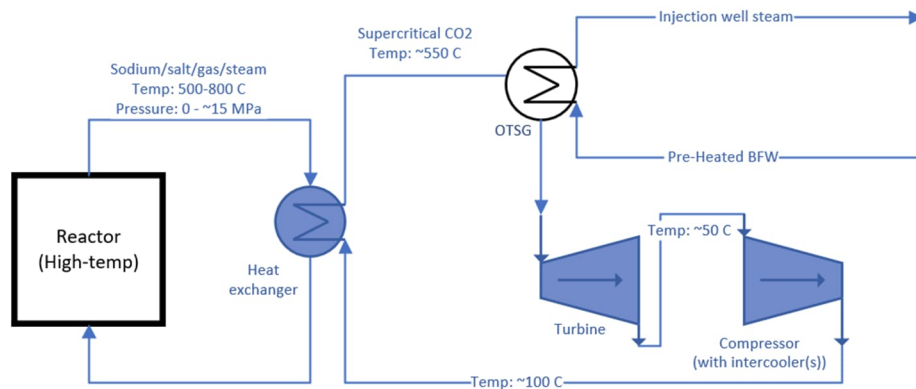 Injection well steam
Supercritical CO2
Temp: ~550 C
Sodium/salt/gas/steam
Temp: 500-800 C
Pressure: 0 - ~15 MPa
OTSG
Pre-Heated BFW
Reactor
(High-temp)
Temp: ~50 C
Heat
exchanger
Turbine
Compressor
(with intercooler(s))
Temp: ~100 C